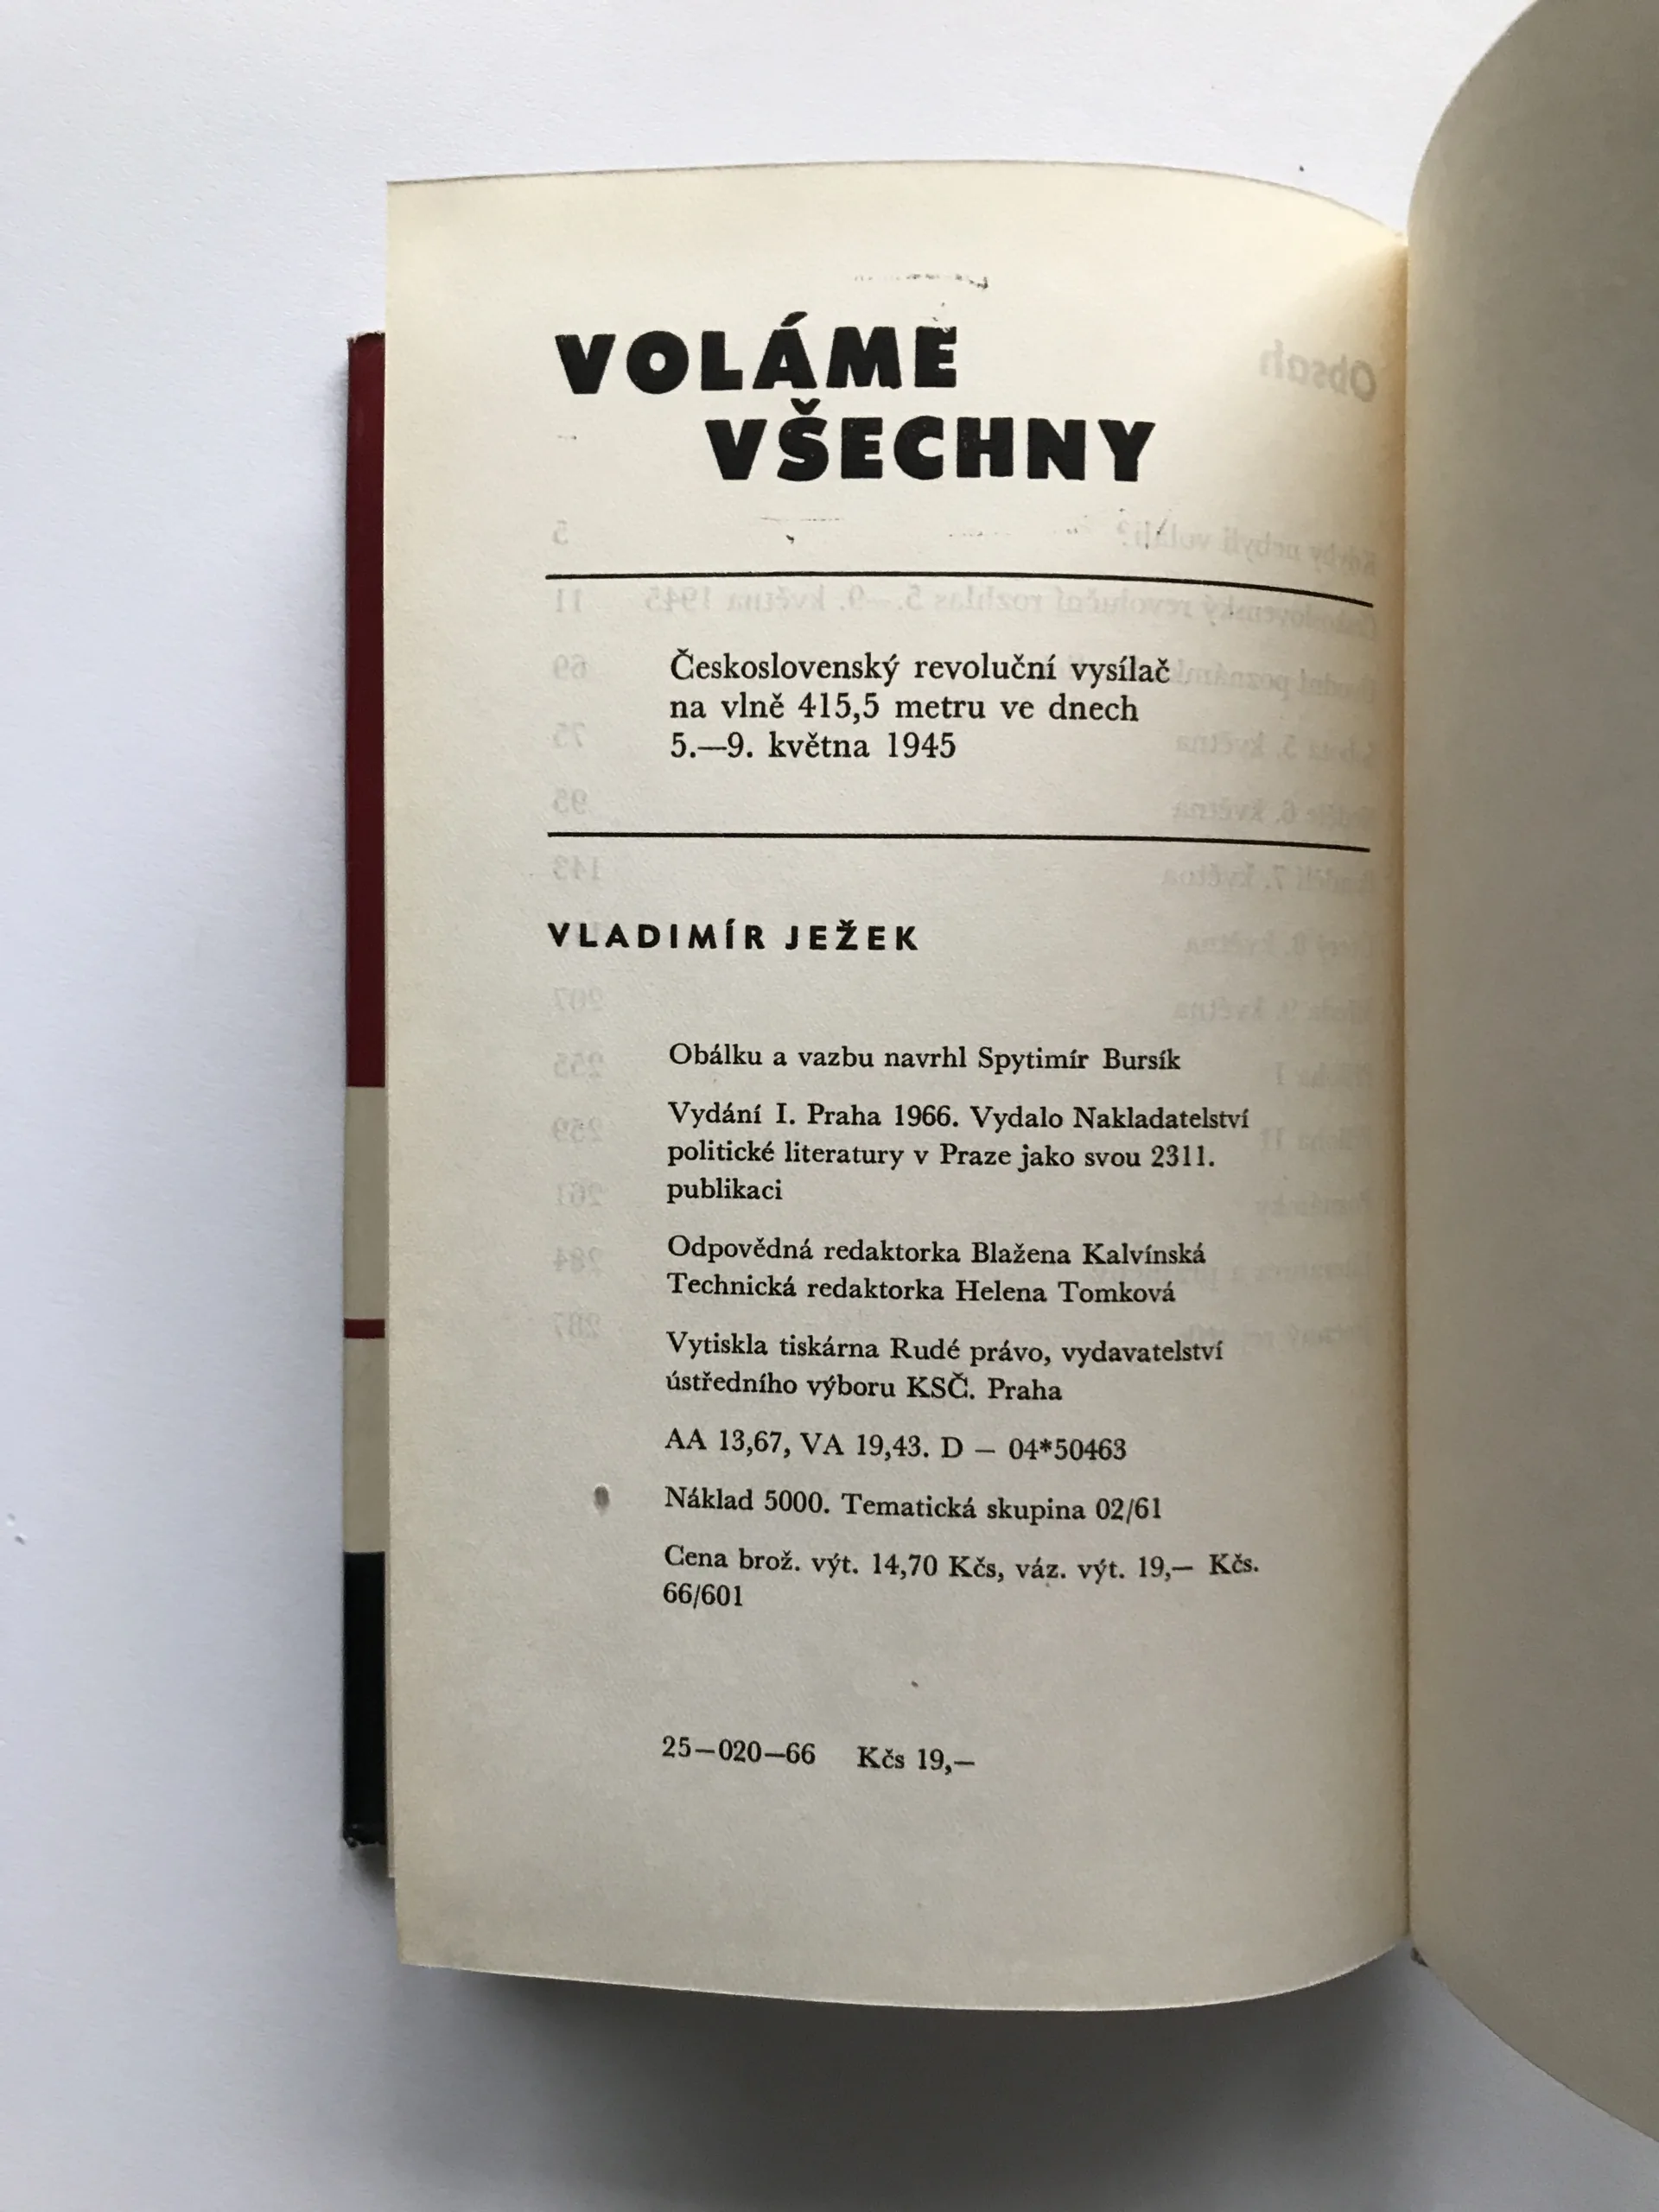 VOLÁME
VŠECHNY
Československý revoluční vysílač
na vlně 415,5 metru ve dnech
5.—9. května 1945
VLADIMÍR JEŽEK
Obálku a vazbu navrhl Spytimír Bursík
Vydání I. Praha 1966. Vydalo Nakladatelství
politické literatury v Praze jako svou 2311.
publikaci
Odpovědná redaktorka Blažena Kalvínská
Technická redaktorka Helena Tomková
Vytiskla tiskárna Rudé právo, vydavatelství
ústředního výboru KSČ. Praha
AA 13,67, VA 19,43. D — 04*50463
Náklad 5000. Tematická skupina 02/61
Cena brož. výt. 14,70 Kčs, váz. výt. 19,— Kčs.
66/601
25—020—66 Kčs 19,—